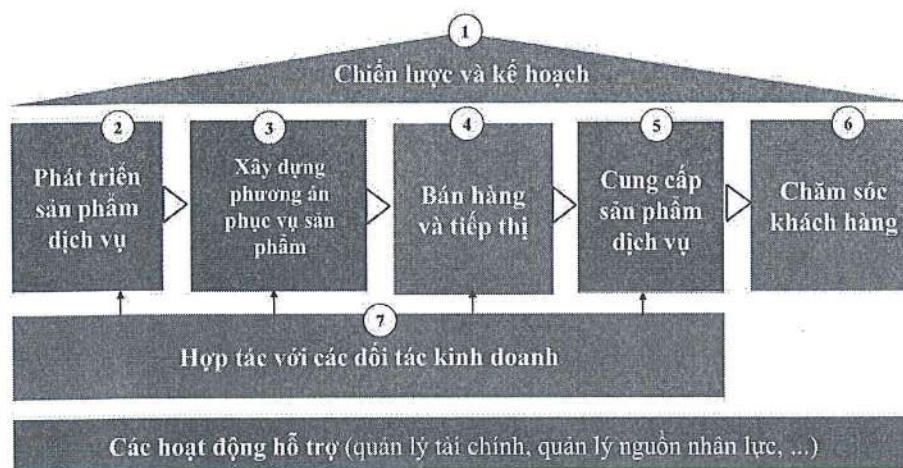 1
Chiến lược và kế hoạch
2
Phát triển
sản phẩm
dịch vụ
3
Xây dựng
phương án
phục vụ sản
phẩm
4
Bán hàng
và tiếp thị
5
Cung cấp
sản phẩm
dịch vụ
6
Chăm sóc
khách hàng
7
Hợp tác với các đối tác kinh doanh
Các hoạt động hỗ trợ (quản lý tài chính, quản lý nguồn nhân lực, ...)